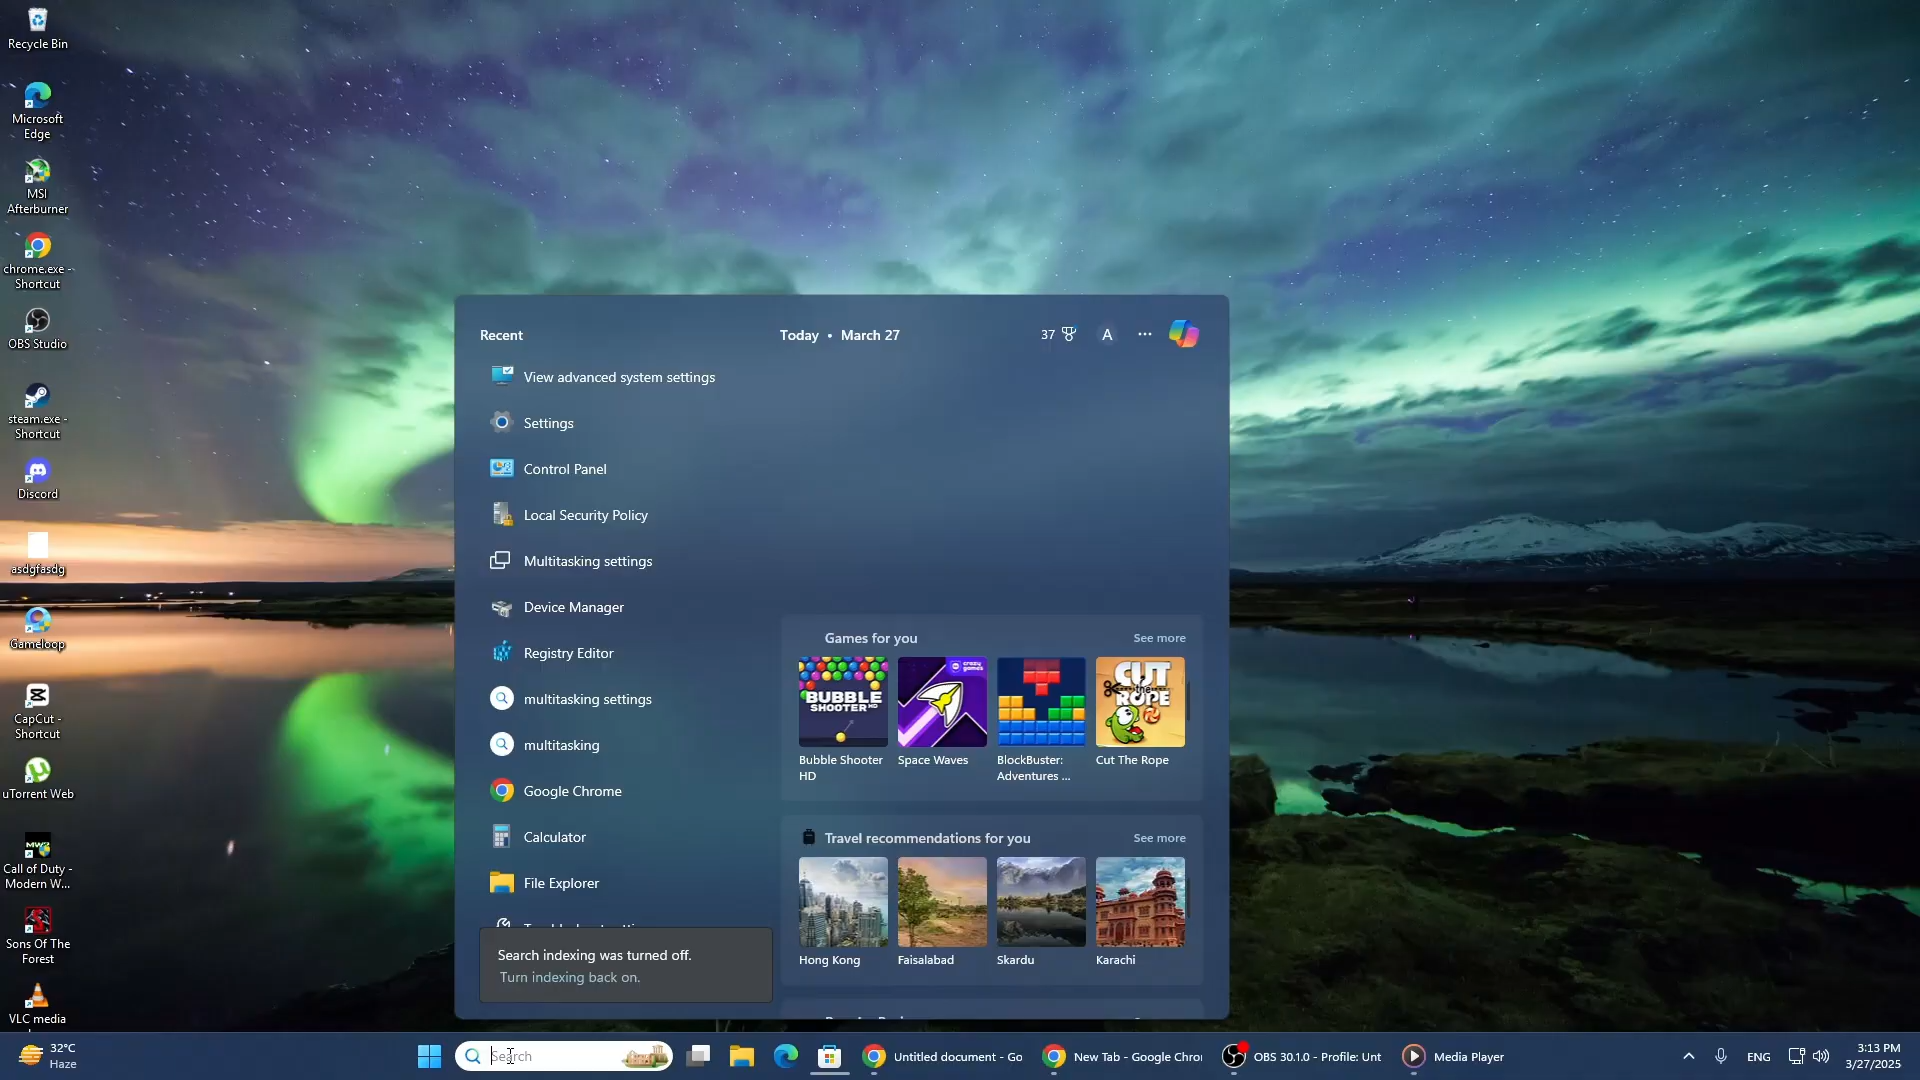 Recycle Bin
Microsoft
Edge
MSI
Afterburner
chrome.exe -
Shortcut
OBS Studio
steam.exe -
Shortcut
Discord
asdgfasdg
Gameloop
CapCut -
Shortcut
uTorrent Web
Call of Duty -
Modern W...
Sons Of The
Forest
VLC media
Recent
View advanced system settings
Settings
Control Panel
Local Security Policy
Multitasking settings
Device Manager
Registry Editor
multitasking settings
multitasking
Google Chrome
Calculator
File Explorer
Search indexing was turned off.
Turn indexing back on.
Today • March 27
37
A
Games for you
See more
BUBBLE
SHOOTER HD
crazy
games
CUT
the
ROPE
Bubble Shooter
HD
Space Waves
BlockBuster:
Adventures ...
Cut The Rope
Travel recommendations for you
See more
Hong Kong
Faisalabad
Skardu
Karachi
32°C
Haze
Search
Untitled document - Go
New Tab - Google Chro
OBS 30.1.0 - Profile: Unt
Media Player
ENG
3:13 PM
3/27/2025